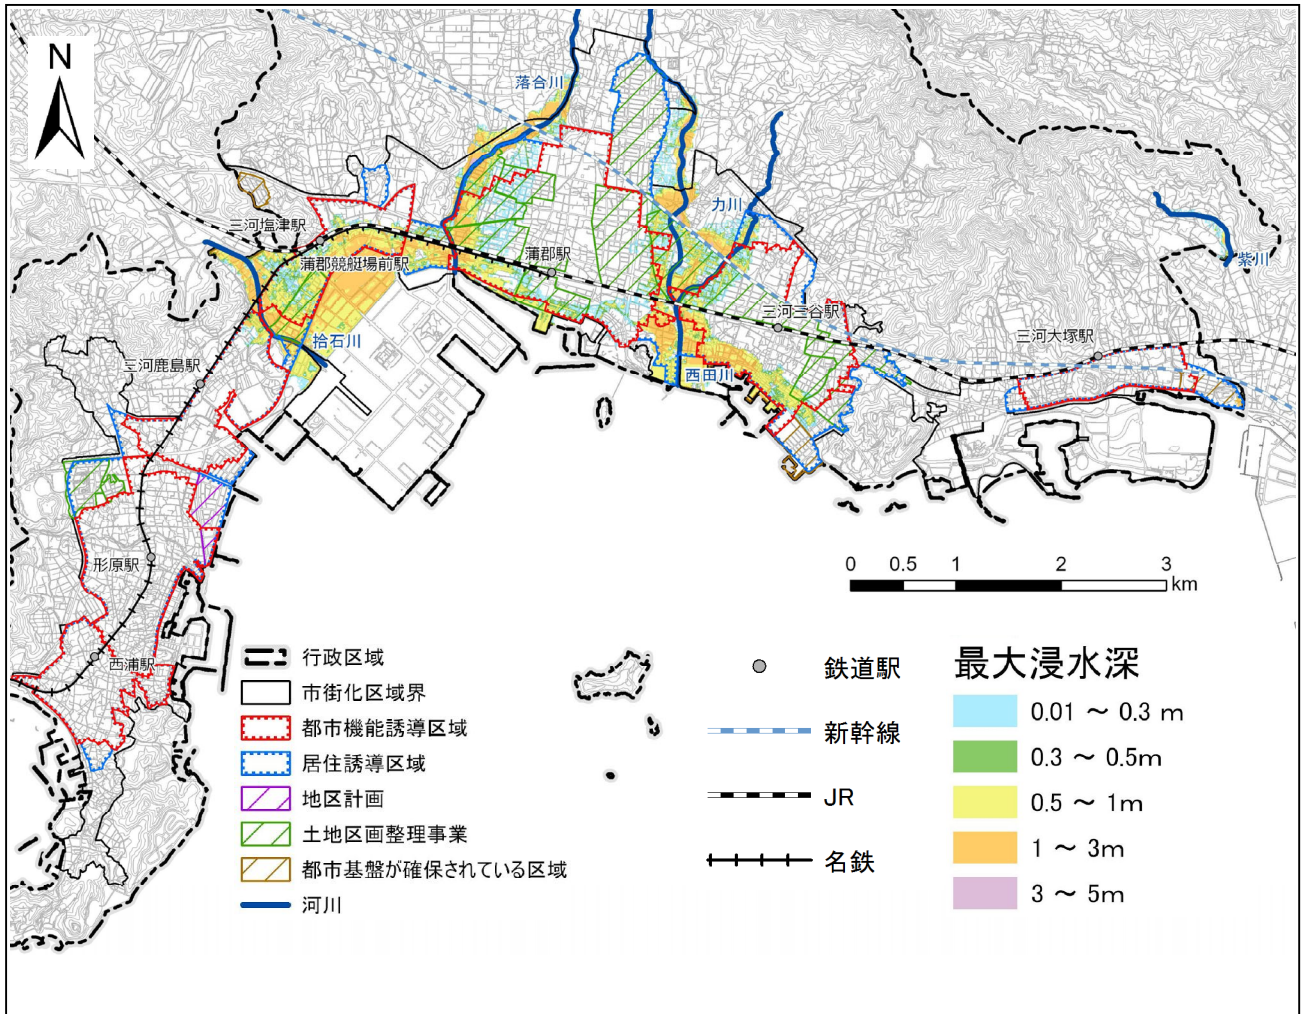 N
落合川
力川
三河塩津駅
蒲郡駅
紫川
蒲郡競艇場前駅
三河三谷駅
三河大塚駅
拾石川
三河鹿島駅
西田川
形原駅
0 0.5 1 2 3
km
西浦駅
行政区域
市街化区域界
都市機能誘導区域
居住誘導区域
地区計画
土地区画整理事業
都市基盤が確保されている区域
河川
鉄道駅
新幹線
JR
名鉄
最大浸水深
0.01 ～ 0.3 m
0.3 ～ 0.5m
0.5 ～ 1m
1 ～ 3m
3 ～ 5m